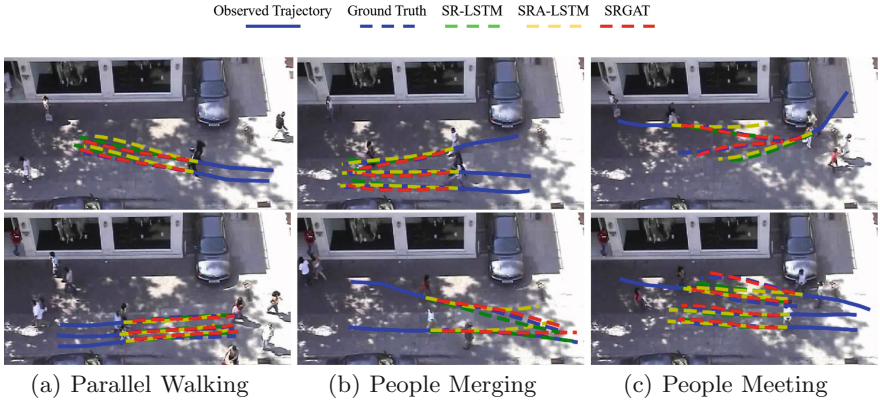 Observed Trajectory Ground Truth SR-LSTM SRA-LSTM SRGAT
(a) Parallel Walking (b) People Merging (c) People Meeting